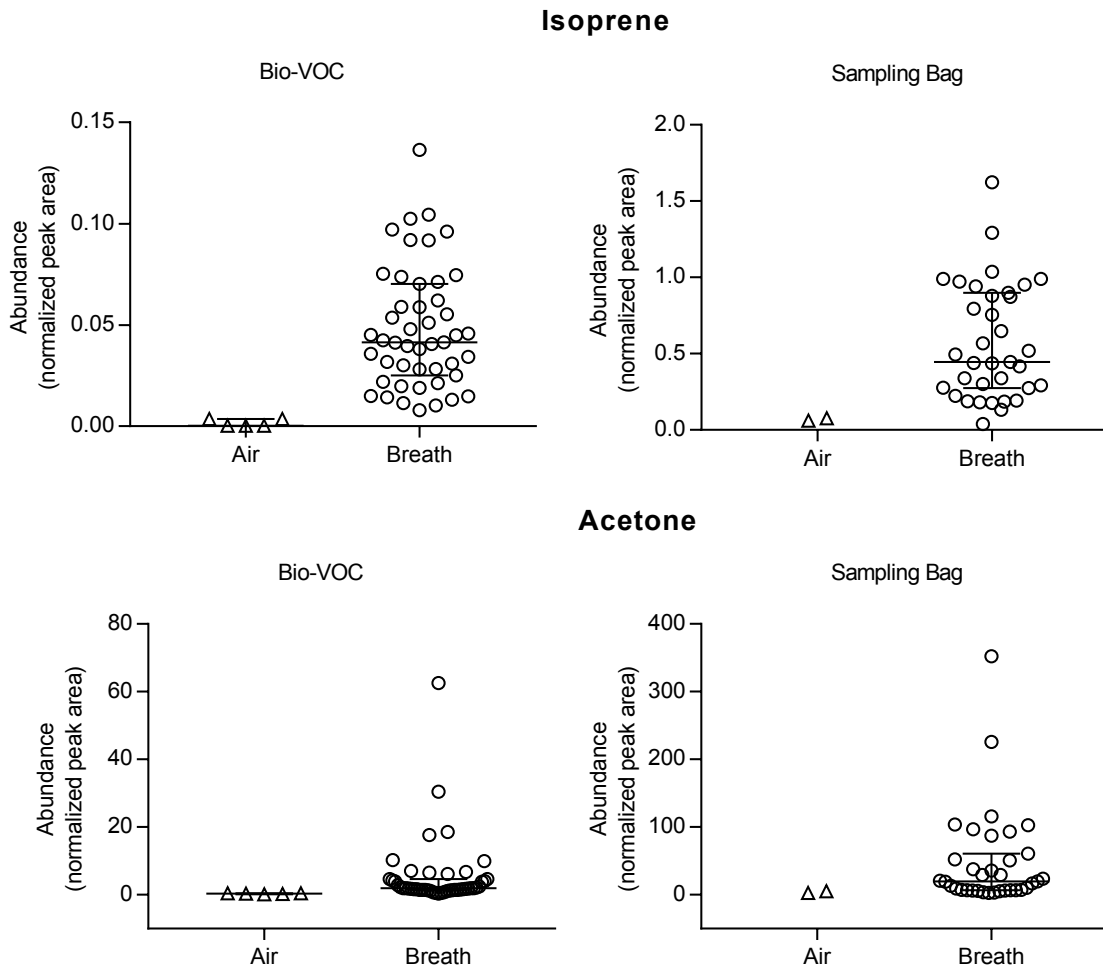 Isoprene
Bio-VOC
Abundance
(normalized peak area)
0.15
0.10
0.05
0.00
Air
Breath
Sampling Bag
Abundance
(normalized peak area)
2.0
1.5
1.0
0.5
0.0
Air
Breath
Acetone
Bio-VOC
Abundance
(normalized peak area)
80
60
40
20
0
Air
Breath
Sampling Bag
Abundance
(normalized peak area)
400
300
200
100
0
Air
Breath